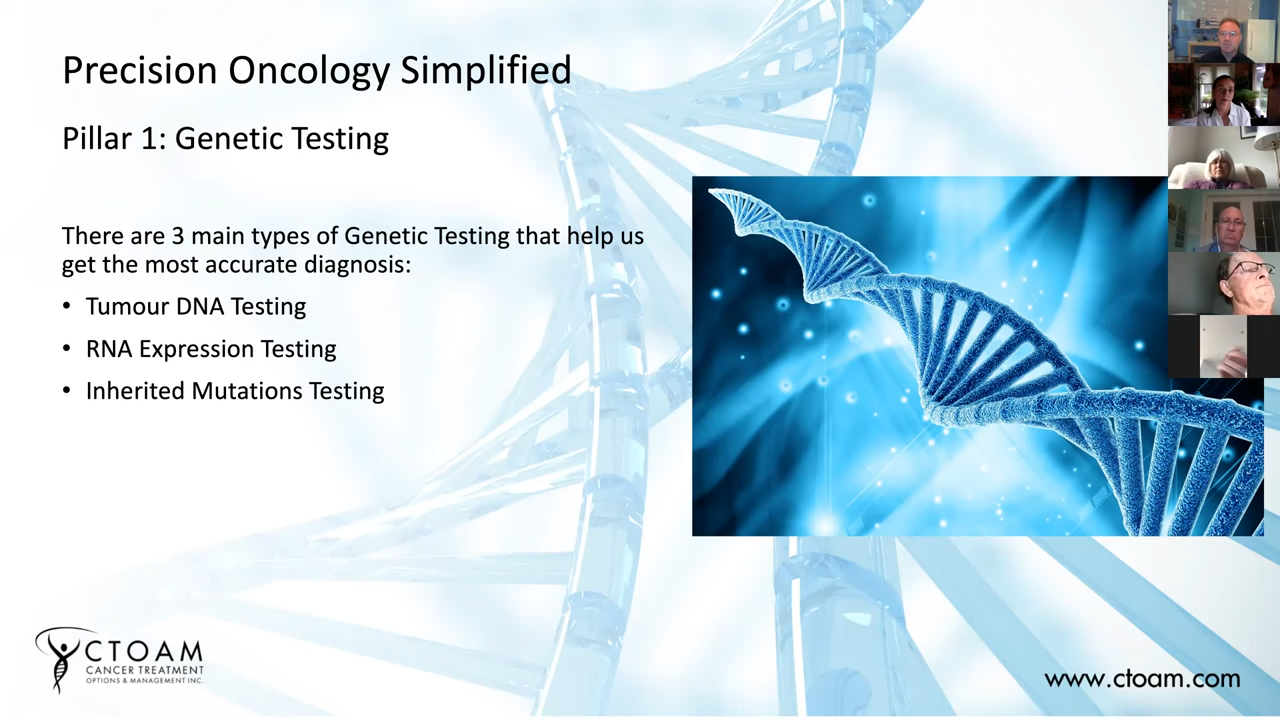 Precision Oncology Simplified
Pillar 1: Genetic Testing
There are 3 main types of Genetic Testing that help us
get the most accurate diagnosis:
• Tumour DNA Testing
• RNA Expression Testing
• Inherited Mutations Testing
CTOAM
CANCER TREATMENT
OPTIONS & MANAGEMENT INC.
www.ctoam.com